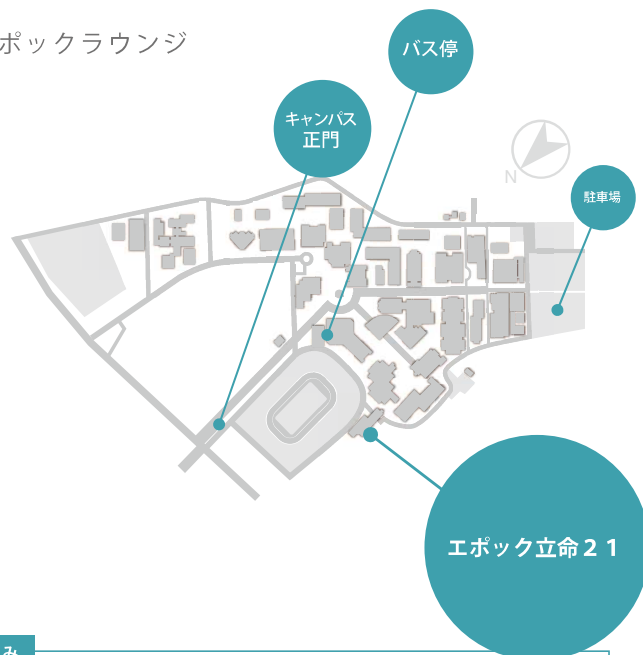 ポックラウンジ
バス停
キャンパス
正門
N
駐車場
エポック立命２１
み